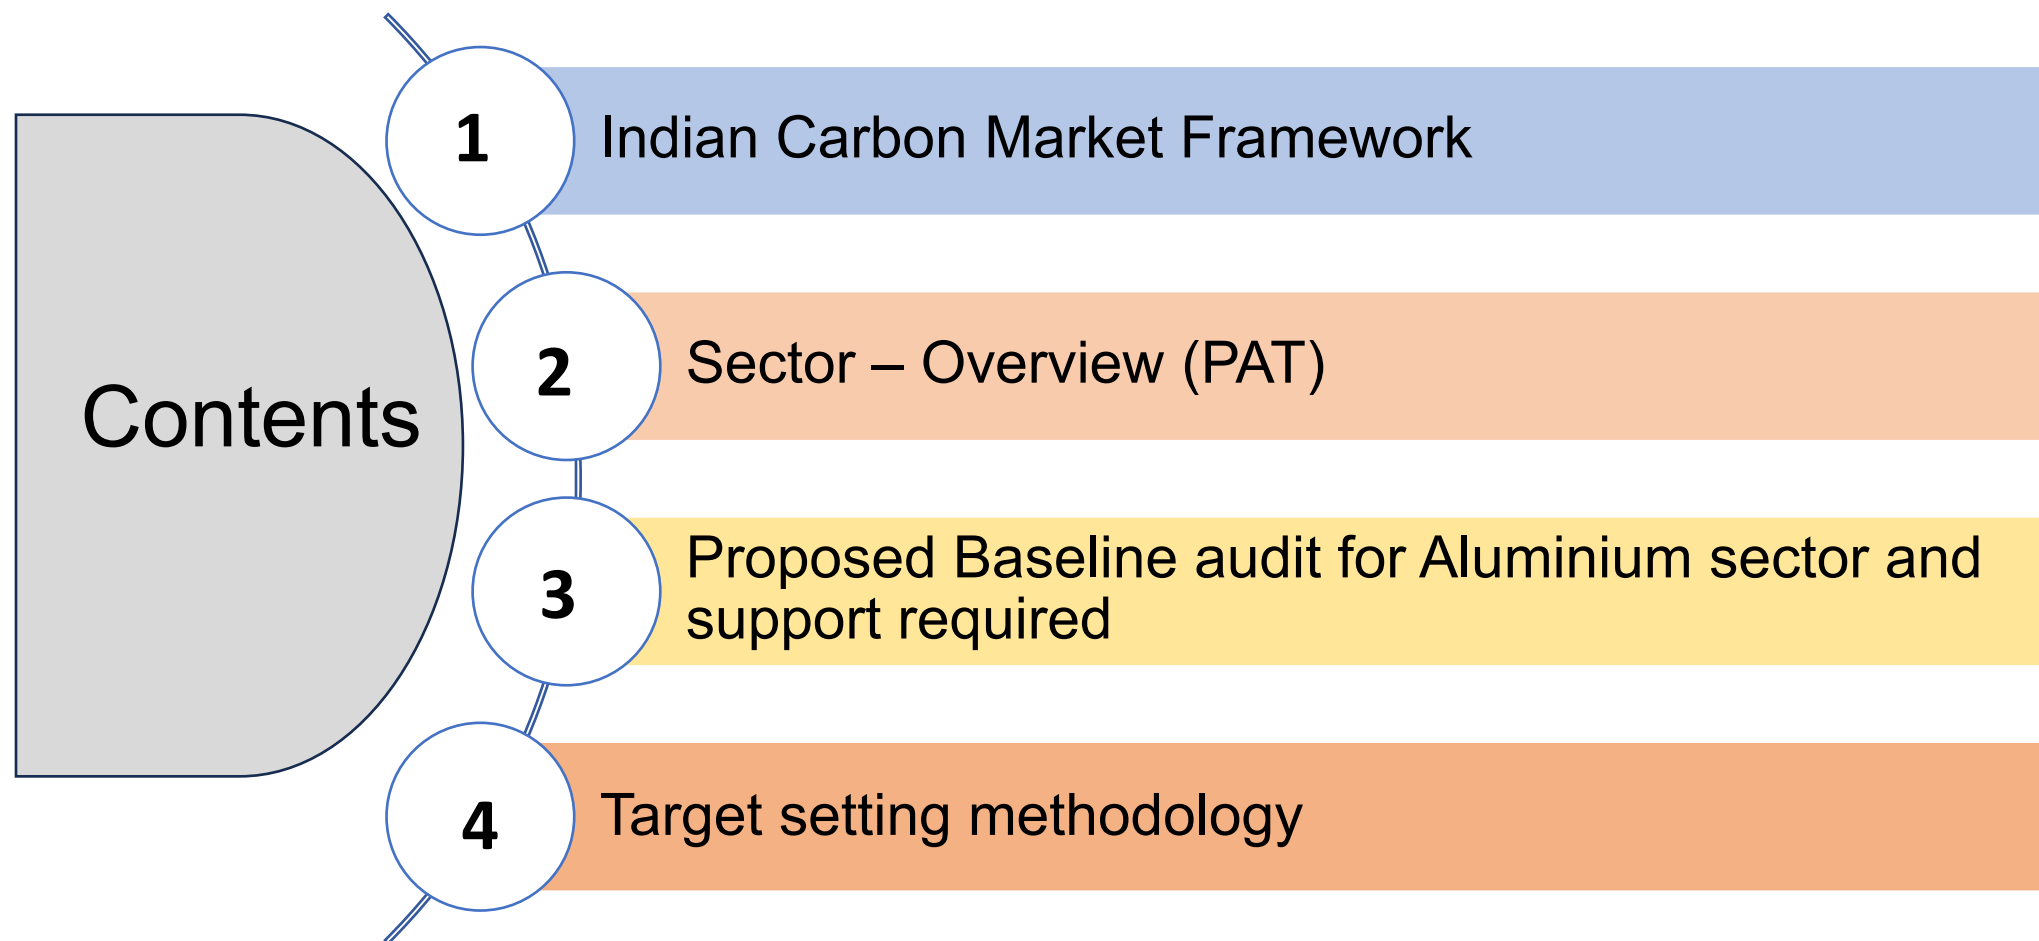 Contents
1
Indian Carbon Market Framework
2
Sector – Overview (PAT)
3
Proposed Baseline audit for Aluminium sector and
support required
4
Target setting methodology